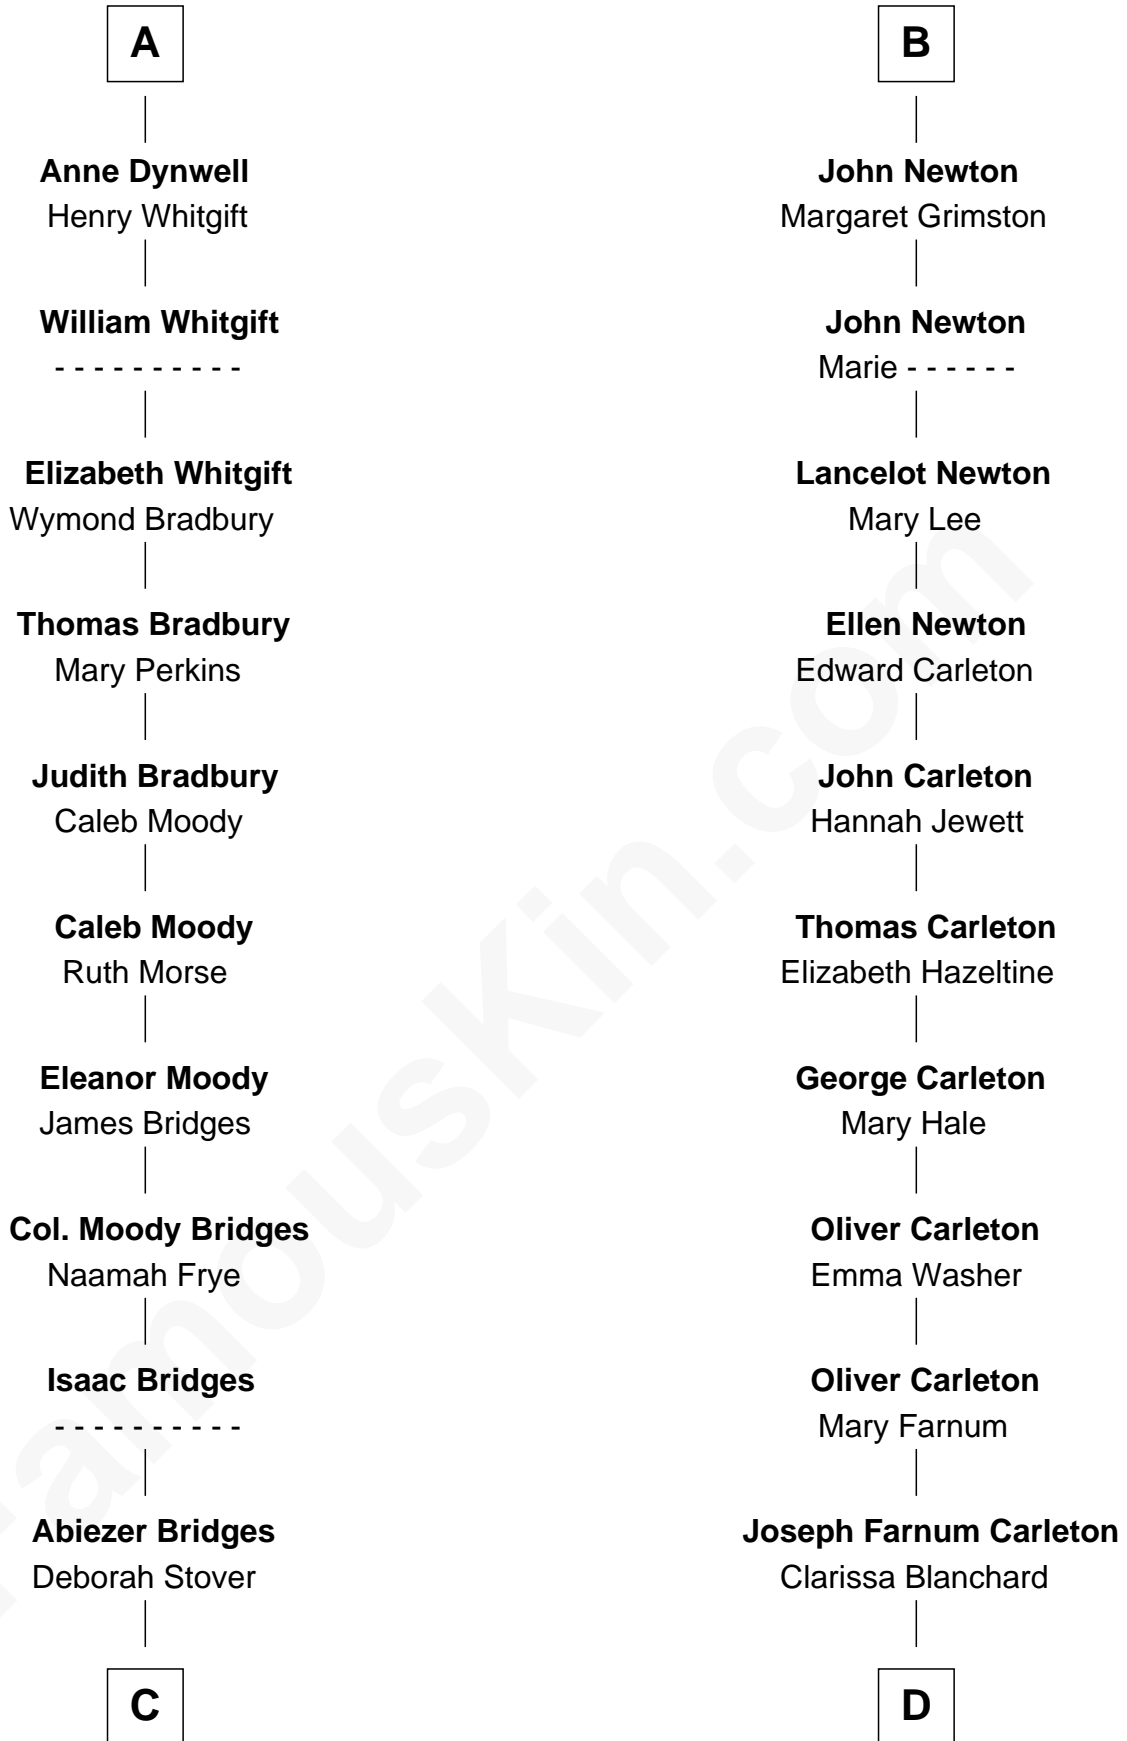 A
Anne Dynwell
Henry Whitgift
William Whitgift
- - - - - - - - - -
Elizabeth Whitgift
Wymond Bradbury
Thomas Bradbury
Mary Perkins
Judith Bradbury
Caleb Moody
Caleb Moody
Ruth Morse
Eleanor Moody
James Bridges
Col. Moody Bridges
Naamah Frye
Isaac Bridges
- - - - - - - - - -
Abiezer Bridges
Deborah Stover
C
B
John Newton
Margaret Grimston
John Newton
Marie - - - - - -
Lancelot Newton
Mary Lee
Ellen Newton
Edward Carleton
John Carleton
Hannah Jewett
Thomas Carleton
Elizabeth Hazeltine
George Carleton
Mary Hale
Oliver Carleton
Emma Washer
Oliver Carleton
Mary Farnum
Joseph Farnum Carleton
Clarissa Blanchard
D
FamousKin.com